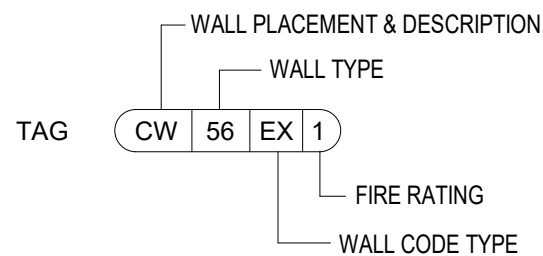 WALL PLACEMENT & DESCRIPTION
WALL TYPE
TAG CW 56 EX 1
FIRE RATING
WALL CODE TYPE